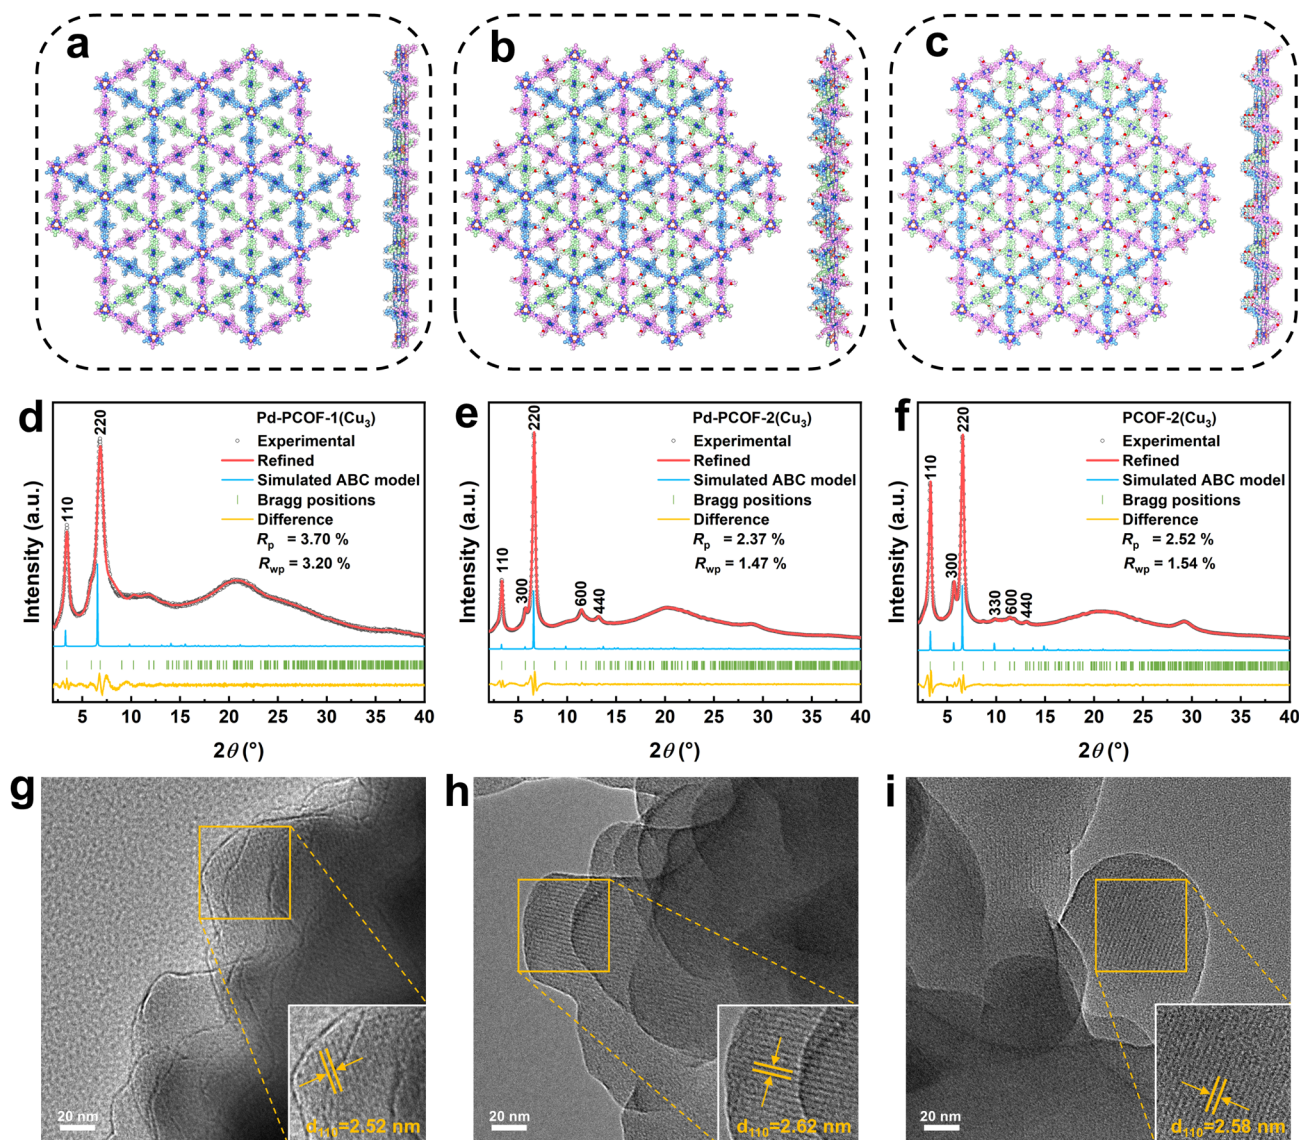 a
b
c
d
Pd-PCOF-1(Cu₃)
Experimental
Refined
Simulated ABC model
Bragg positions
Difference
Rp = 3.70 %
Rwp = 3.20 %
110
220
Intensity (a.u.)
5 10 15 20 25 30 35 40
2θ (°)
e
Pd-PCOF-2(Cu₃)
Experimental
Refined
Simulated ABC model
Bragg positions
Difference
Rp = 2.37 %
Rwp = 1.47 %
110
300
220
600
440
Intensity (a.u.)
5 10 15 20 25 30 35 40
2θ (°)
f
PCOF-2(Cu₃)
Experimental
Refined
Simulated ABC model
Bragg positions
Difference
Rp = 2.52 %
Rwp = 1.54 %
110
300
220
330
600
440
Intensity (a.u.)
5 10 15 20 25 30 35 40
2θ (°)
g
20 nm
d₁₁₀=2.52 nm
h
20 nm
d₁₁₀=2.62 nm
i
20 nm
d₁₁₀=2.58 nm